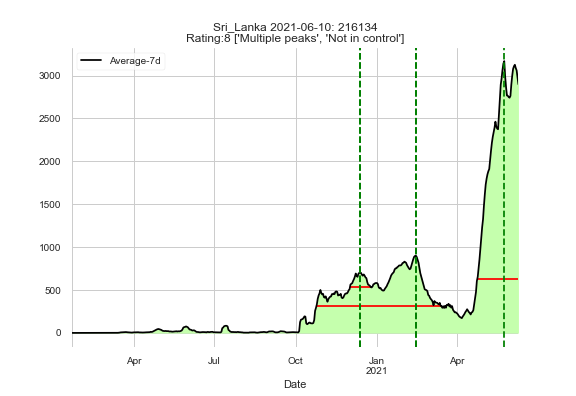 Sri_Lanka 2021-06-10: 216134
Rating:8 ['Multiple peaks', 'Not in control']
Average-7d
3000
2500
2000
1500
1000
500
0
Apr
Jul
Oct
Jan
2021
Apr
Date